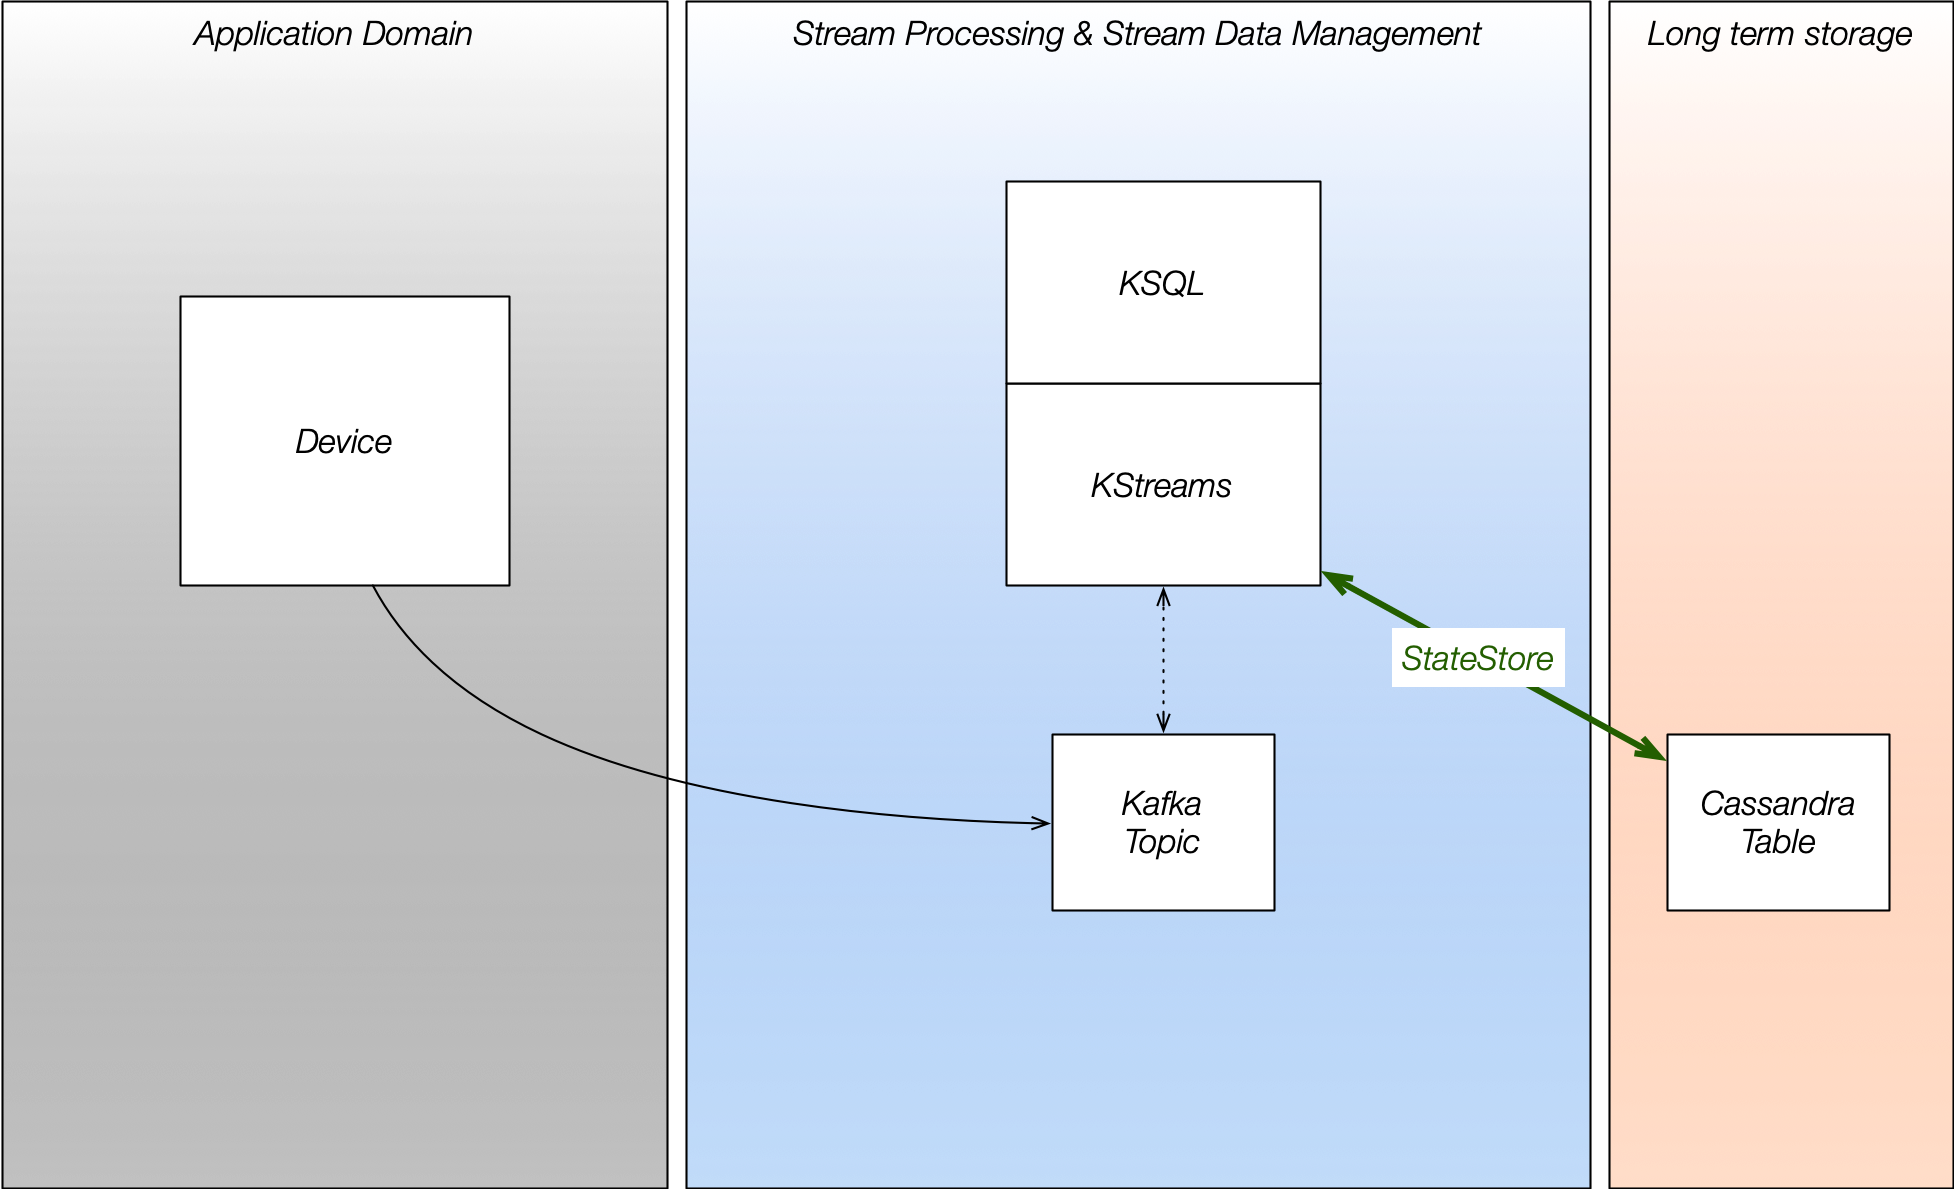 Application Domain
Stream Processing & Stream Data Management
Long term storage
KSQL
Device
KStreams
StateStore
Kafka
Topic
Cassandra
Table